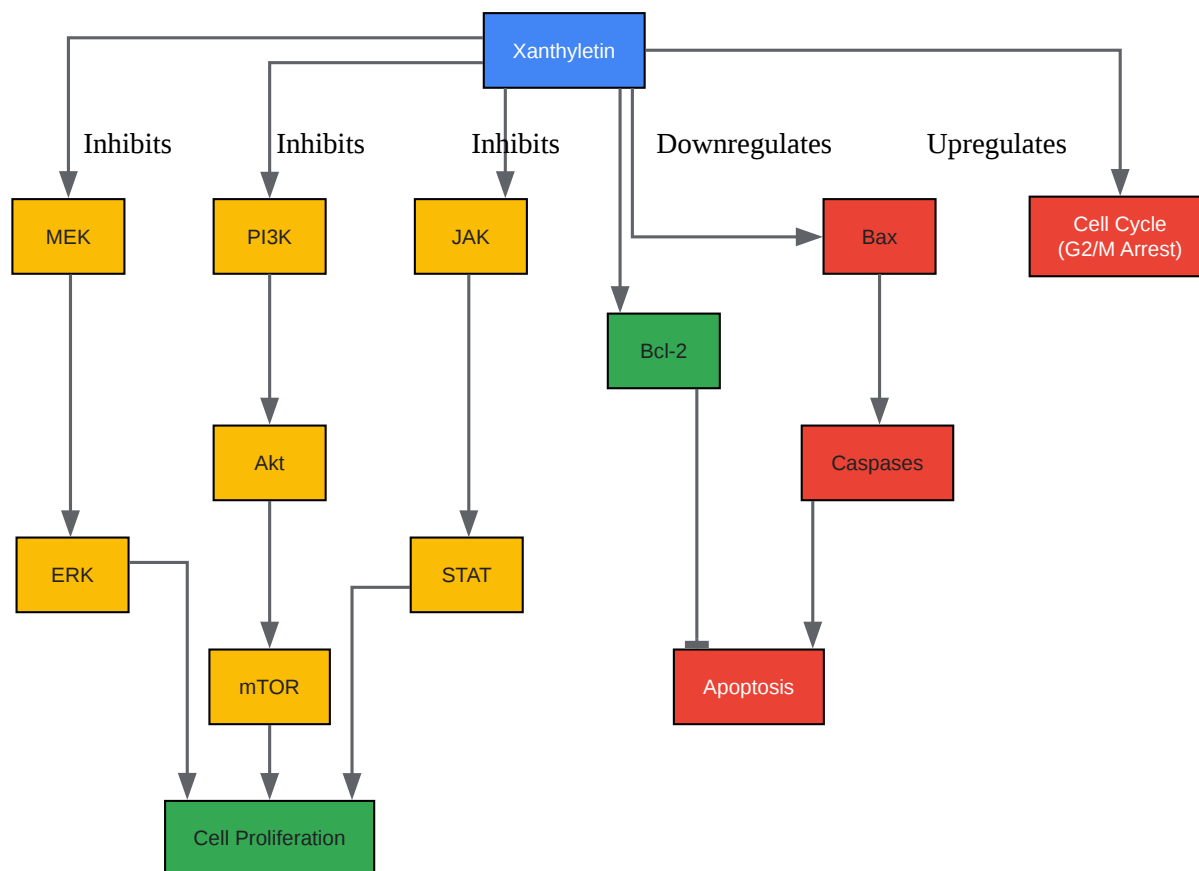 Xanthyletin
Inhibits
Inhibits
Inhibits
Downregulates
Upregulates
MEK
PI3K
JAK
Bax
Cell Cycle
(G2/M Arrest)
Bcl-2
Akt
Caspases
ERK
STAT
mTOR
Apoptosis
Cell Proliferation